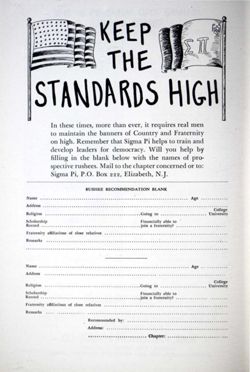 KEEP
THE
STANDARDS HIGH
ΣΠ
In these times, more than ever, it requires real men
to maintain the banners of Country and Fraternity
on high. Remember that Sigma Pi helps to train and
develop leaders for democracy. Will you help by
filling in the blank below with the names of pro-
spective rushees. Mail to the chapter concerned or to:
Sigma Pi, P.O. Box 222, Elizabeth, N.J.
RUSHEE RECOMMENDATION BLANK
Name Age
Address
Religion Going to College University
Scholarship Record Financially able to join a fraternity?
Fraternity affiliations of close relatives
Remarks
Name Age
Address
Religion Going to College University
Scholarship Record Financially able to join a fraternity?
Fraternity affiliations of close relatives
Remarks
Recommended by:
Address:
Chapter: